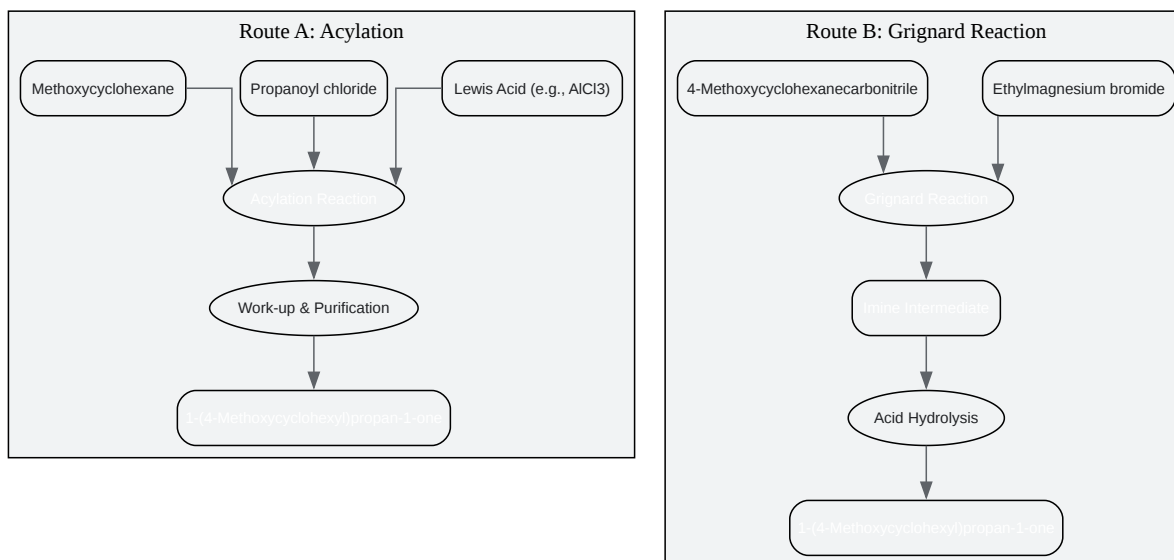 Route A: Acylation
Methoxycyclohexane
Propanoyl chloride
Lewis Acid (e.g., AlCl3)
Acylation Reaction
Work-up & Purification
1-(4-Methoxycyclohexyl)propan-1-one
Route B: Grignard Reaction
4-Methoxycyclohexanecarbonitrile
Ethylmagnesium bromide
Grignard Reaction
Imine Intermediate
Acid Hydrolysis
1-(4-Methoxycyclohexyl)propan-1-one